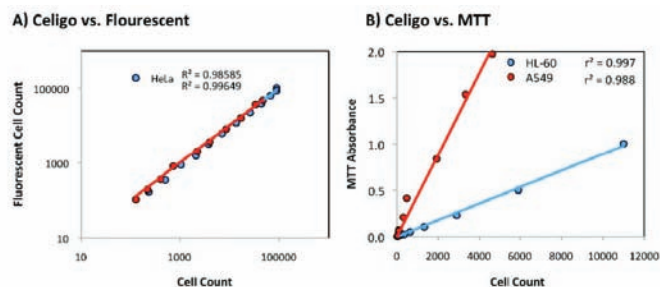 A) Celigo vs. Flourescent
HeLa
R² = 0.98585
R² = 0.99649
Fluorescent Cell Count
100000
1000
10
10
1000
100000
Cell Count
B) Celigo vs. MTT
HL-60 r² = 0.997
A549 r² = 0.988
MTT Absorbance
2.0
1.5
1.0
0.5
0.0
0 2000 4000 6000 8000 10000 12000
Cell Count